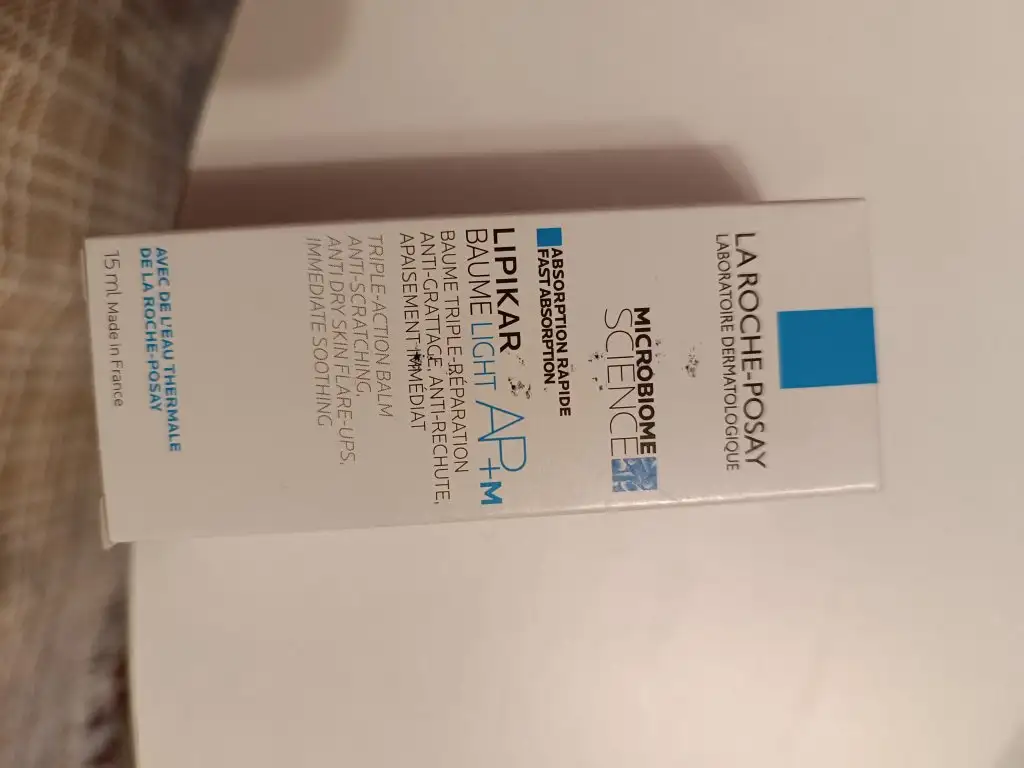 LA ROCHE-POSAY
LABORATOIRE DERMATOLOGIQUE
MICROBIOME
SCIENCE
ABSORPTION RAPIDE
FAST ABSORPTION
LIPIKAR
BAUME LIGHT AP+M
BAUME TRIPLE-RÉPARATION
ANTI-GRATTAGE, ANTI-RECHUTE,
APAISEMENT IMMÉDIAT
TRIPLE-ACTION BALM
ANTI-SCRATCHING,
ANTI DRY SKIN FLARE-UPS,
IMMEDIATE SOOTHING
AVEC DE L'EAU THERMALE
DE LA ROCHE-POSAY
15 ml Made in France